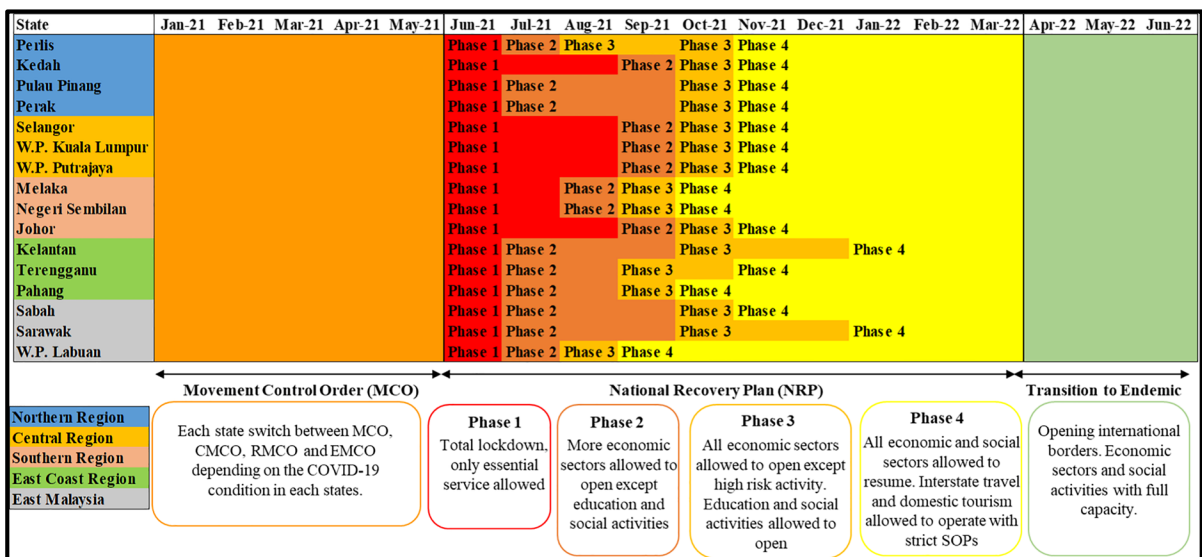 State Jan-21 Feb-21 Mar-21 Apr-21 May-21 Jun-21 Jul-21 Aug-21 Sep-21 Oct-21 Nov-21 Dec-21 Jan-22 Feb-22 Mar-22 Apr-22 May-22 Jun-22
Perlis Phase 1 Phase 2 Phase 3 Phase 3 Phase 4
Kedah Phase 1 Phase 2 Phase 3 Phase 4
Pulau Pinang Phase 1 Phase 2 Phase 3 Phase 4
Perak Phase 1 Phase 2 Phase 3 Phase 4
Selangor Phase 1 Phase 2 Phase 3 Phase 4
W.P. Kuala Lumpur Phase 1 Phase 2 Phase 3 Phase 4
W.P. Putrajaya Phase 1 Phase 2 Phase 3 Phase 4
Melaka Phase 1 Phase 2 Phase 3 Phase 4
Negeri Sembilan Phase 1 Phase 2 Phase 3 Phase 4
Johor Phase 1 Phase 2 Phase 3 Phase 4
Kelantan Phase 1 Phase 2 Phase 3 Phase 4
Terengganu Phase 1 Phase 2 Phase 3 Phase 4
Pahang Phase 1 Phase 2 Phase 3 Phase 4
Sabah Phase 1 Phase 2 Phase 3 Phase 4
Sarawak Phase 1 Phase 2 Phase 3 Phase 4
W.P. Labuan Phase 1 Phase 2 Phase 3 Phase 4
Movement Control Order (MCO)
National Recovery Plan (NRP)
Transition to Endemic
Northern Region
Central Region
Southern Region
East Coast Region
East Malaysia
Each state switch between MCO,
CMCO, RMCO and EMCO
depending on the COVID-19
condition in each states.
Phase 1
Total lockdown,
only essential
service allowed
Phase 2
More economic
sectors allowed to
open except
education and
social activities
Phase 3
All economic sectors
allowed to open except
high risk activity.
Education and social
activities allowed to
open
Phase 4
All economic and social
sectors allowed to
resume. Interstate travel
and domestic tourism
allowed to operate with
strict SOPs
Opening international
borders. Economic
sectors and social
activities with full
capacity.